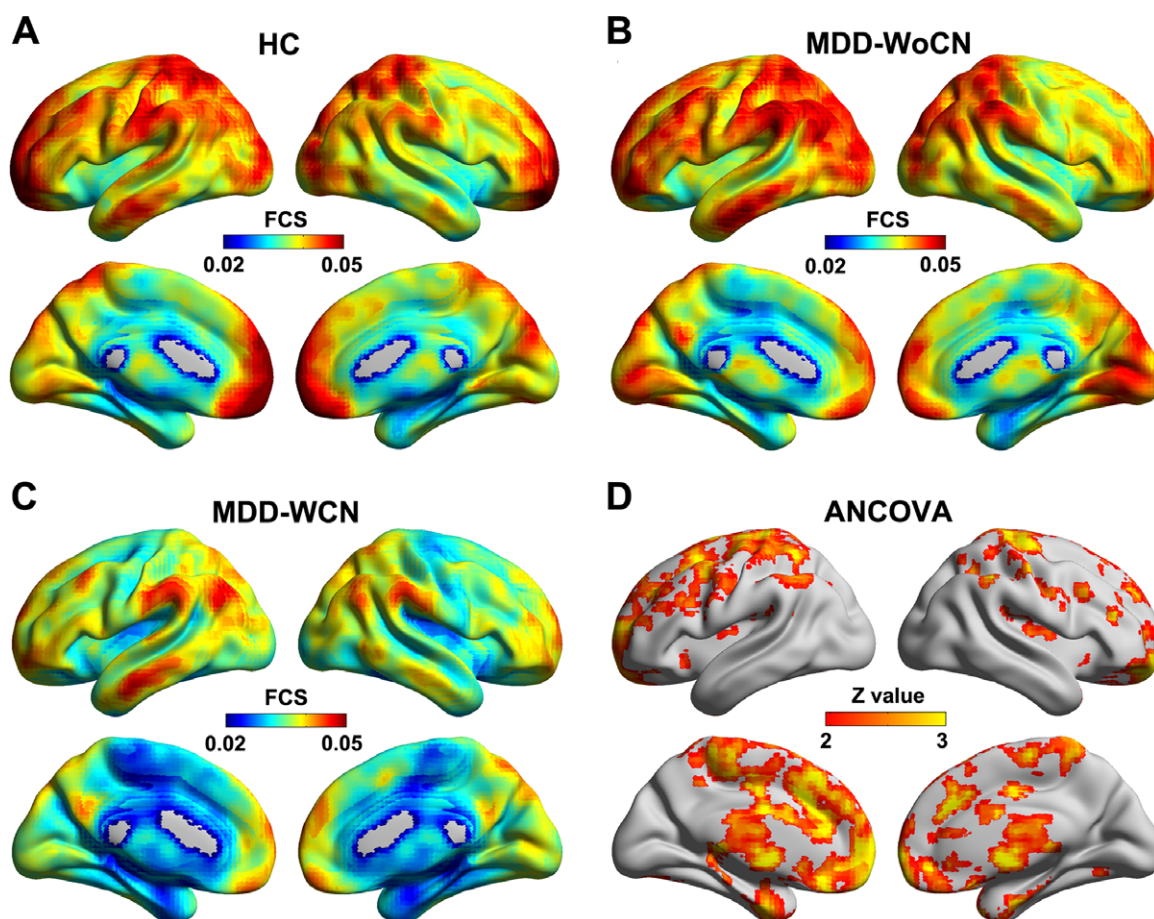 A
HC
FCS
0.02 0.05
B
MDD-WoCN
FCS
0.02 0.05
C
MDD-WCN
FCS
0.02 0.05
D
ANCOVA
Z value
2 3